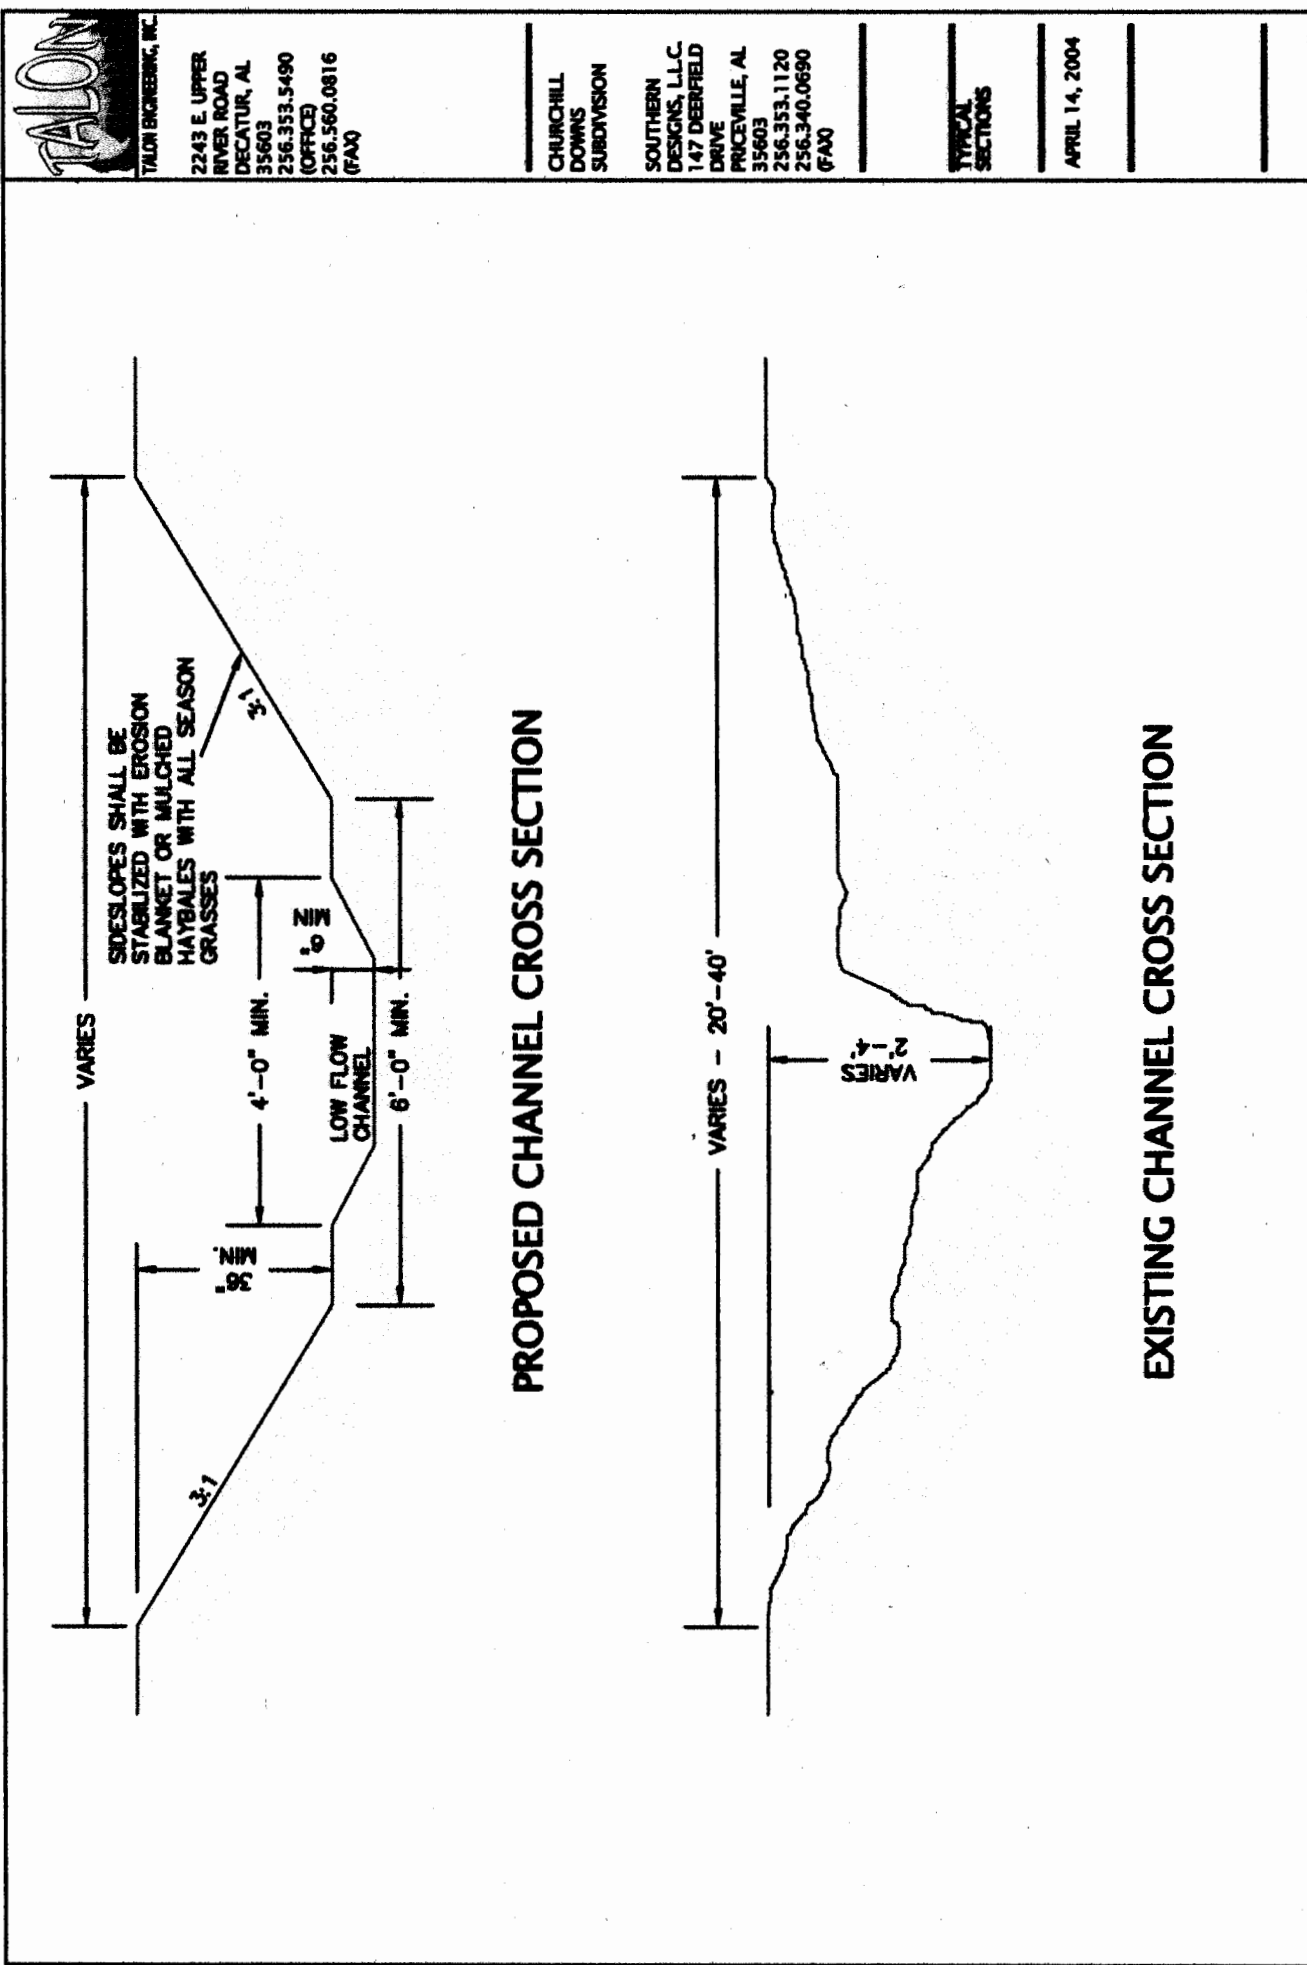 TALON
TALON ENGINEERING, INC.
2243 E. UPPER
RIVER ROAD
DECATUR, AL
35603
256.353.5490
(OFFICE)
256.560.0816
(FAX)
CHURCHILL
DOWNS
SUBDIVISION
SOUTHERN
DESIGNS, L.L.C.
147 DEERFIELD
DRIVE
PRICEVILLE, AL
35603
256.353.1120
256.340.0690
(FAX)
TYPICAL
SECTIONS
APRIL 14, 2004
VARIES
SIDESLOPES SHALL BE
STABILIZED WITH EROSION
BLANKET OR MULCHED
HAYBALES WITH ALL SEASON
GRASSES
3:1
3:1
36"
MIN.
4'-0" MIN.
MIN
LOW FLOW
CHANNEL
6'-0" MIN.
PROPOSED CHANNEL CROSS SECTION
VARIES - 20'-40'
VARIES
2'-4'
EXISTING CHANNEL CROSS SECTION